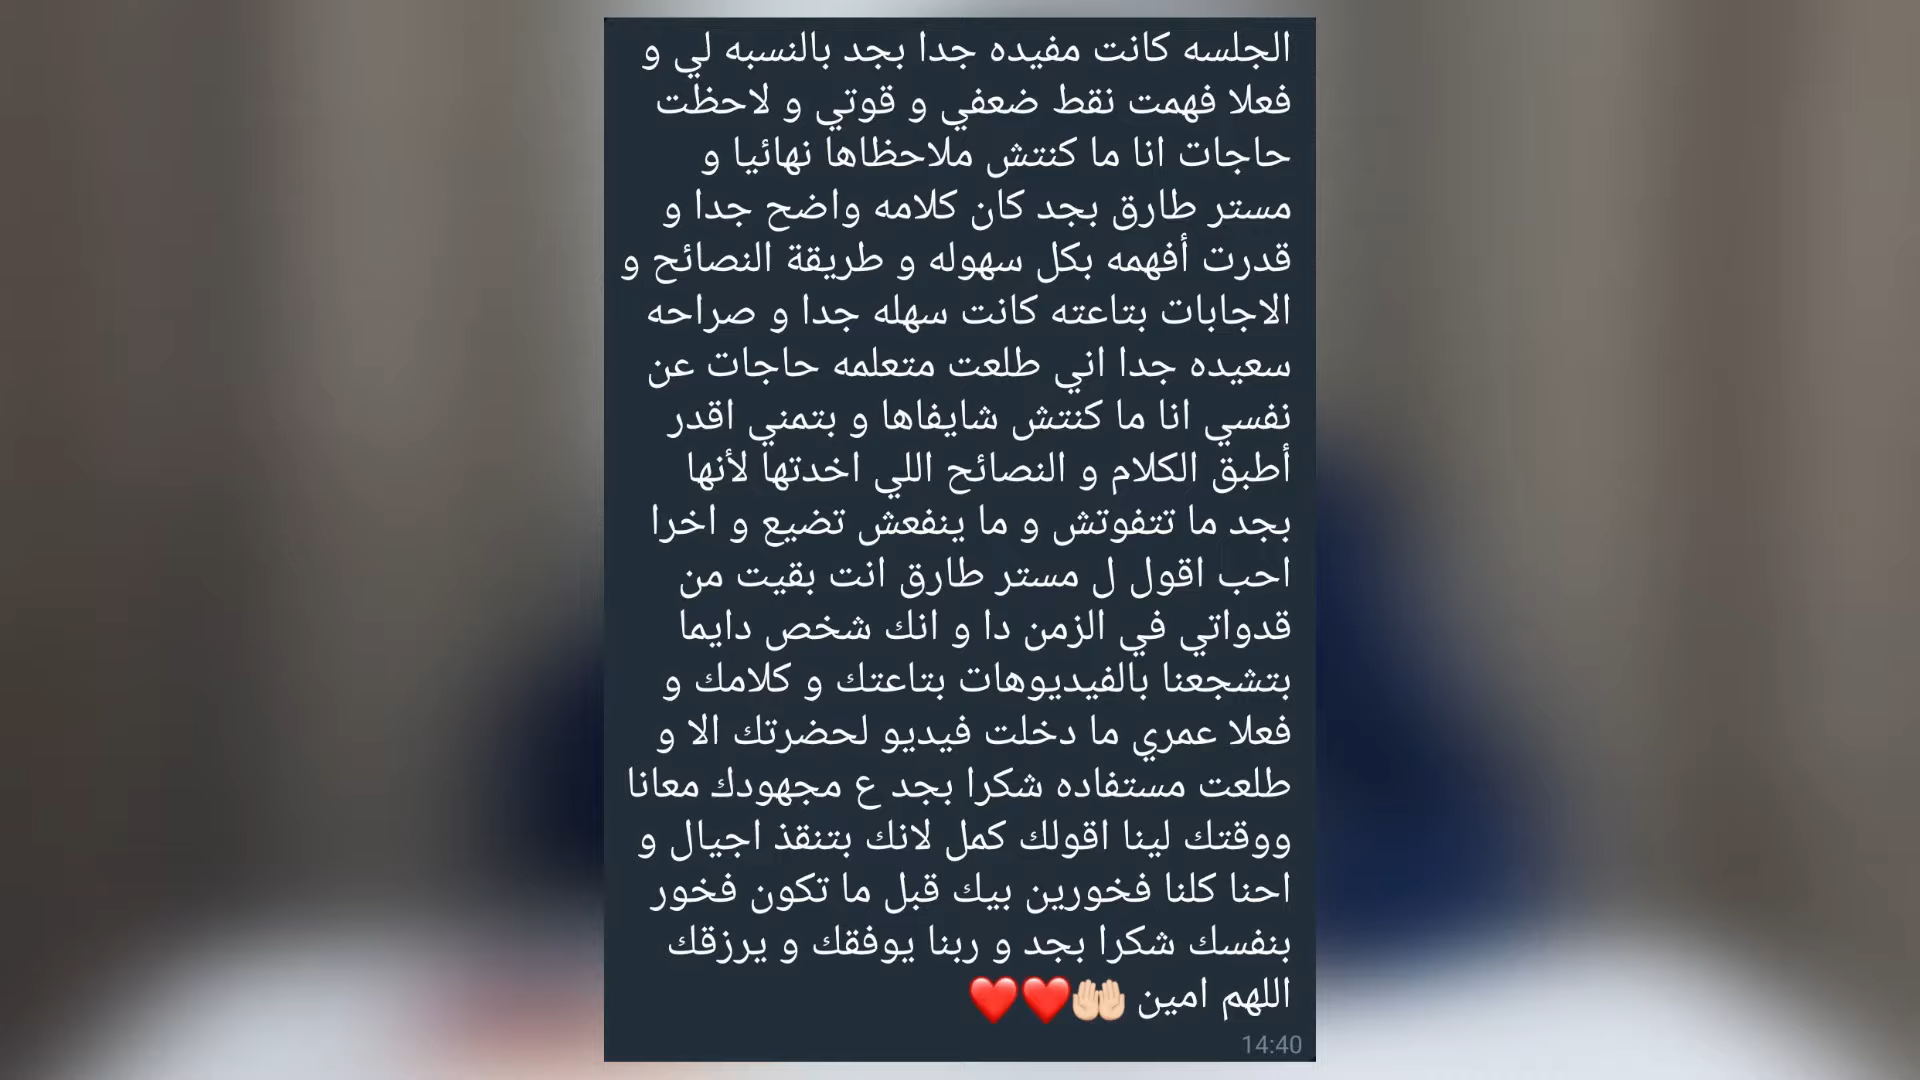 الجلسه كانت مفيده جدا بجد بالنسبه لي و
فعلا فهمت نقط ضعفي و قوتي و لاحظت
حاجات انا ما كنتش ملاحظاها نهائيا و
مستر طارق بجد كان كلامه واضح جدا و
قدرت أفهمه بكل سهوله و طريقة النصائح و
الاجابات بتاعته كانت سهله جدا و صراحه
سعيده جدا اني طلعت متعلمه حاجات عن
نفسي انا ما كنتش شايفاها و بتمني اقدر
أطبق الكلام و النصائح اللي اخدتها لأنها
بجد ما تتفوتش و ما ينفعش تضيع و اخرا
احب اقول ل مستر طارق انت بقيت من
قدواتي في الزمن دا و انك شخص دايما
بتشجعنا بالفيديوهات بتاعتك و كلامك و
فعلا عمري ما دخلت فيديو لحضرتك الا و
طلعت مستفاده شكرا بجد ع مجهودك معانا
ووقتك لينا اقولك كمل لانك بتنقذ اجيال و
احنا كلنا فخورين بيك قبل ما تكون فخور
بنفسك شكرا بجد و ربنا يوفقك و يرزقك
اللهم امين 🤲🏻❤️❤️
14:40